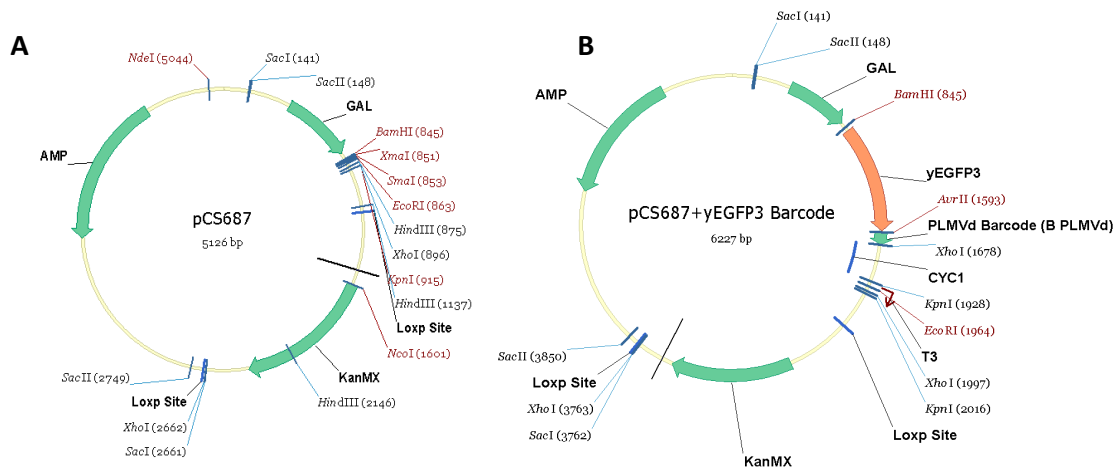 A
NdeI (5044)
SacI (141)
SacII (148)
GAL
BamHI (845)
XmaI (851)
SmaI (853)
EcoRI (863)
HindIII (875)
XhoI (896)
KpnI (915)
HindIII (1137)
Loxp Site
NcoI (1601)
KanMX
HindIII (2146)
SacII (2749)
Loxp Site
XhoI (2662)
SacI (2661)
AMP
pCS687
5126 bp
B
SacI (141)
SacII (148)
GAL
BamHI (845)
yEGFP3
AvrII (1593)
PLMVd Barcode (B PLMVd)
XhoI (1678)
CYC1
KpnI (1928)
EcoRI (1964)
T3
XhoI (1997)
KpnI (2016)
Loxp Site
KanMX
SacII (3850)
Loxp Site
XhoI (3763)
SacI (3762)
AMP
pCS687+yEGFP3 Barcode
6227 bp